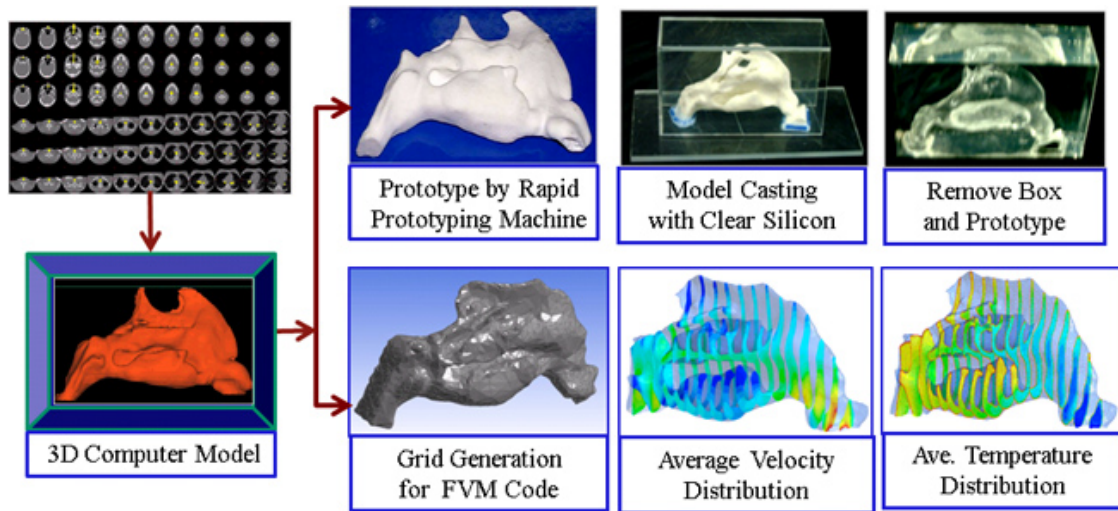 Prototype by Rapid
Prototyping Machine
Model Casting
with Clear Silicon
Remove Box
and Prototype
3D Computer Model
Grid Generation
for FVM Code
Average Velocity
Distribution
Ave. Temperature
Distribution